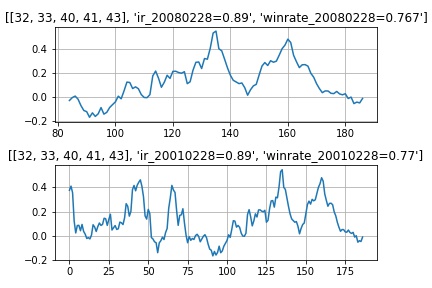 [[32, 33, 40, 41, 43], 'ir_20080228=0.89', 'winrate_20080228=0.767']
0.4
0.2
0.0
−0.2
80 100 120 140 160 180
[[32, 33, 40, 41, 43], 'ir_20010228=0.89', 'winrate_20010228=0.77']
0.4
0.2
0.0
−0.2
0 25 50 75 100 125 150 175